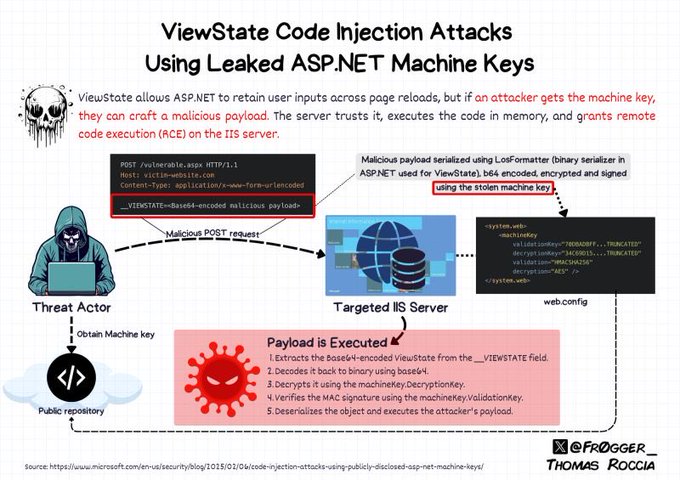 ViewState Code Injection Attacks
Using Leaked ASP.NET Machine Keys
ViewState allows ASP.NET to retain user inputs across page reloads, but if an attacker gets the machine key,
they can craft a malicious payload. The server trusts it, executes the code in memory, and grants remote
code execution (RCE) on the IIS server.
POST /vulnerable.aspx HTTP/1.1
Host: victim-website.com
Content-Type: application/x-www-form-urlencoded
__VIEWSTATE=<Base64-encoded malicious payload>
Malicious payload serialized using LosFormatter (binary serializer in
ASP.NET used for ViewState), b64 encoded, encrypted and signed
using the stolen machine key
Malicious POST request
<system.web>
<machineKey
validationKey="70DBADBFF...TRUNCATED"
decryptionKey="34C69D15....TRUNCATED"
validation="HMACSHA256"
decryption="AES" />
</system.web>
web.config
Threat Actor
Targeted IIS Server
Obtain Machine key
Public repository
Payload is Executed
1. Extracts the Base64-encoded ViewState from the __VIEWSTATE field.
2. Decodes it back to binary using base64.
3. Decrypts it using the machineKey.DecryptionKey.
4. Verifies the MAC signature using the machineKey.ValidationKey.
5. Deserializes the object and executes the attacker's payload.
@Fr0gger_
Thomas Roccia
Source: https://www.microsoft.com/en-us/security/blog/2025/02/06/code-injection-attacks-using-publicly-disclosed-asp-net-machine-keys/